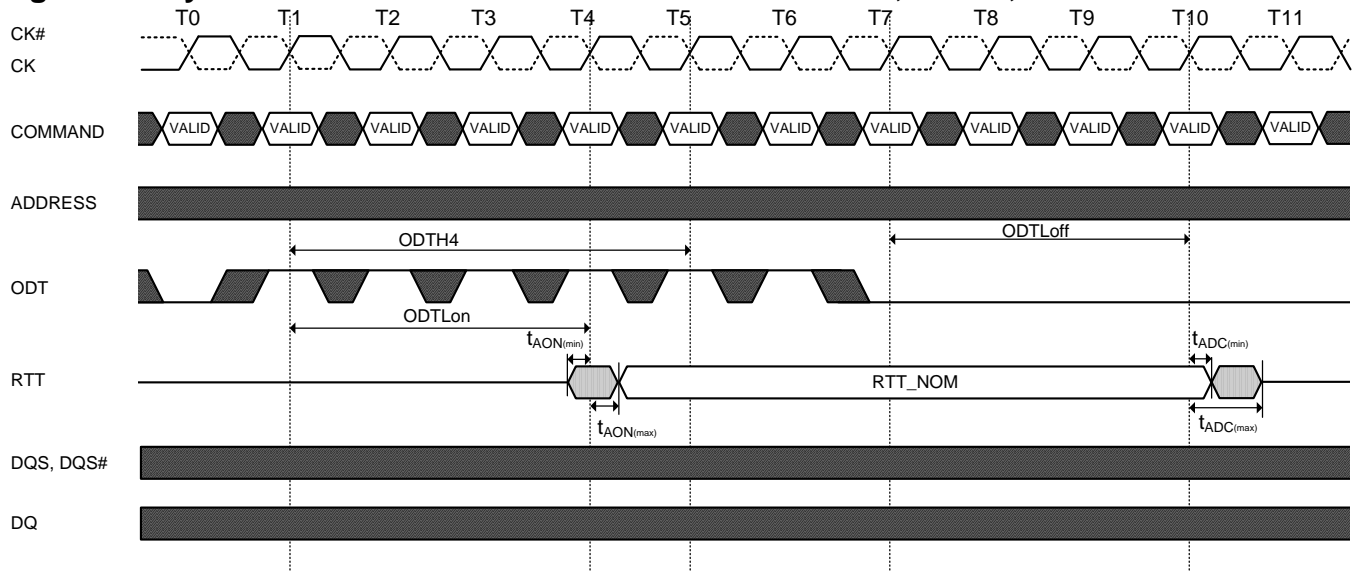 T0 T1 T2 T3 T4 T5 T6 T7 T8 T9 T10 T11
CK#
CK
COMMAND VALID VALID VALID VALID VALID VALID VALID VALID VALID VALID VALID VALID
ADDRESS
ODTH4 ODTLoff
ODT
ODTLon
tAON(min) tADC(min)
RTT RTT_NOM
tAON(max) tADC(max)
DQS, DQS#
DQ